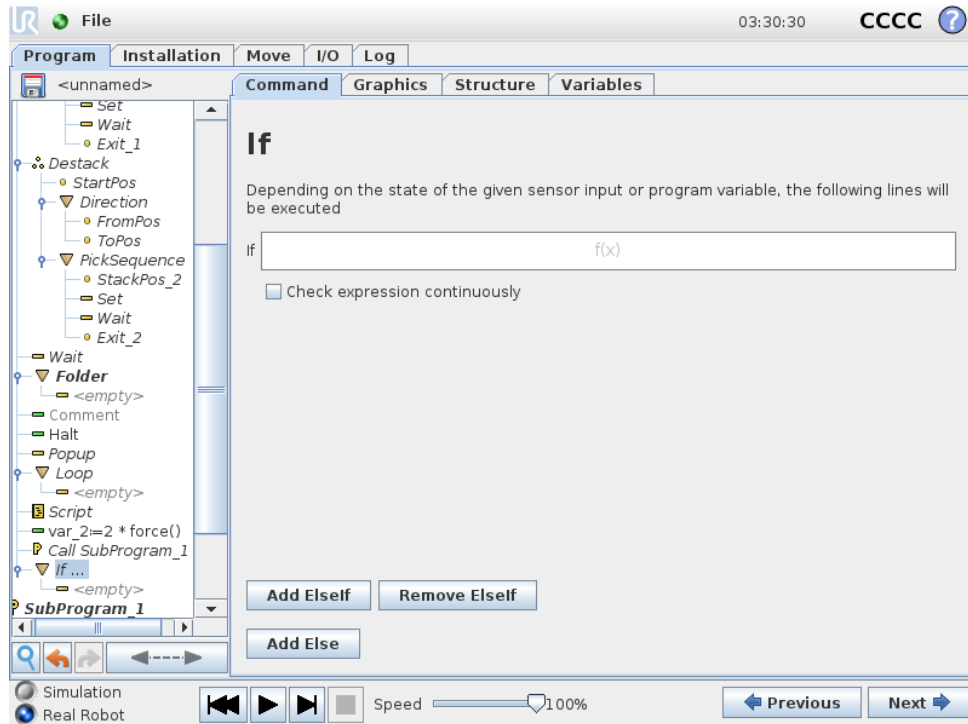 UR File 03:30:30 CCCC ?
Program Installation Move I/O Log
<unnamed> Command Graphics Structure Variables
Set
Wait
Exit_1
Destack
StartPos
Direction
FromPos
ToPos
PickSequence
StackPos_2
Set
Wait
Exit_2
Wait
Folder
<empty>
Comment
Halt
Popup
Loop
<empty>
Script
var_2:=2 * force()
P Call SubProgram_1
If ...
<empty>
P SubProgram_1
If
Depending on the state of the given sensor input or program variable, the following lines will
be executed
If f(x)
Check expression continuously
Add ElseIf Remove ElseIf
Add Else
Simulation
Real Robot
Speed 100%
Previous Next